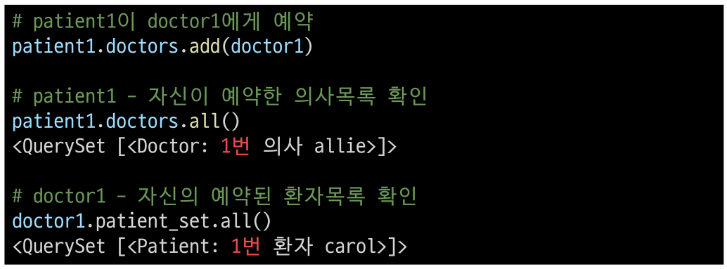 # patient1이 doctor1에게 예약
patient1.doctors.add(doctor1)
# patient1 - 자신이 예약한 의사목록 확인
patient1.doctors.all()
<QuerySet [<Doctor: 1번 의사 allie>]>
# doctor1 - 자신의 예약된 환자목록 확인
doctor1.patient_set.all()
<QuerySet [<Patient: 1번 환자 carol>]>